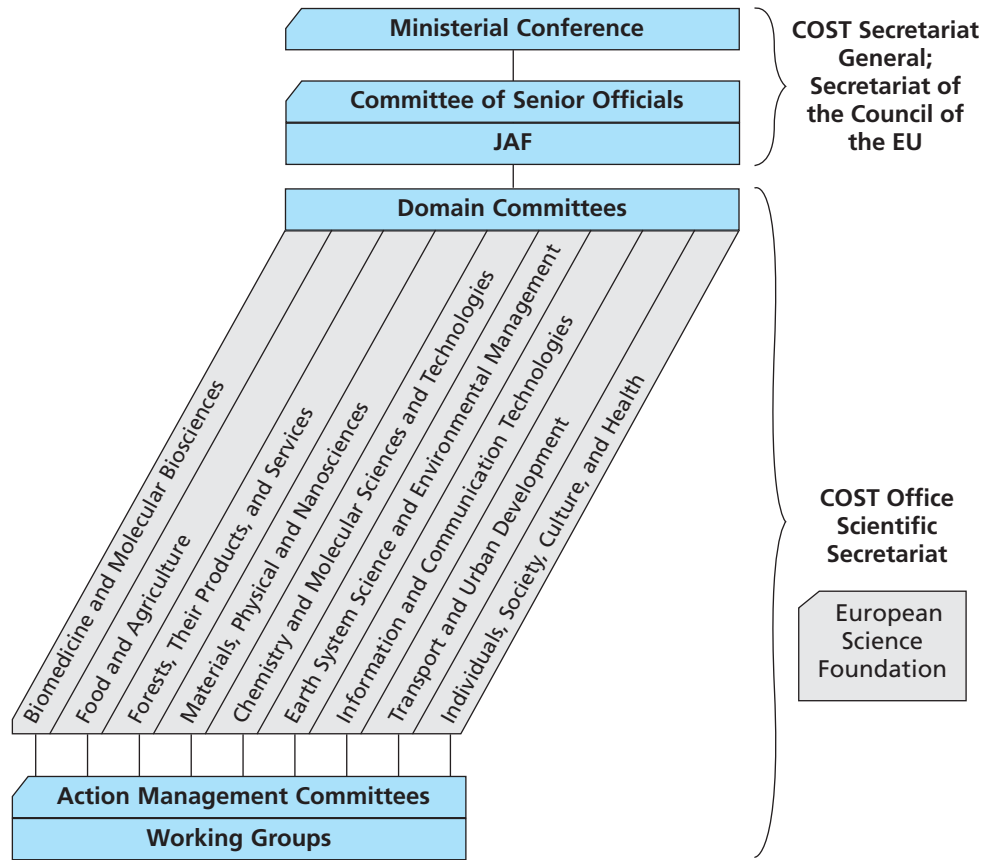 Ministerial Conference
Committee of Senior Officials
JAF
COST Secretariat
General;
Secretariat of
the Council of
the EU
Domain Committees
Biomedicine and Molecular Biosciences
Food and Agriculture
Forests, Their Products, and Services
Materials, Physical and Nanosciences
Chemistry and Molecular Sciences and Technologies
Earth System Science and Environmental Management
Information and Communication Technologies
Transport and Urban Development
Individuals, Society, Culture, and Health
COST Office
Scientific
Secretariat
European
Science
Foundation
Action Management Committees
Working Groups